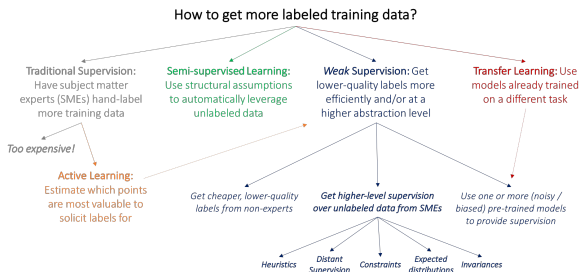 How to get more labeled training data?
Traditional Supervision:
Have subject matter
experts (SMEs) hand-label
more training data
Semi-supervised Learning:
Use structural assumptions
to automatically leverage
unlabeled data
Weak Supervision: Get
lower-quality labels more
efficiently and/or at a
higher abstraction level
Transfer Learning: Use
models already trained
on a different task
Too expensive!
Active Learning:
Estimate which points
are most valuable to
solicit labels for
Get cheaper, lower-quality
labels from non-experts
Get higher-level supervision
over unlabeled data from SMEs
Use one or more (noisy /
biased) pre-trained models
to provide supervision
Heuristics
Distant
Supervision
Constraints
Expected
distributions
Invariances